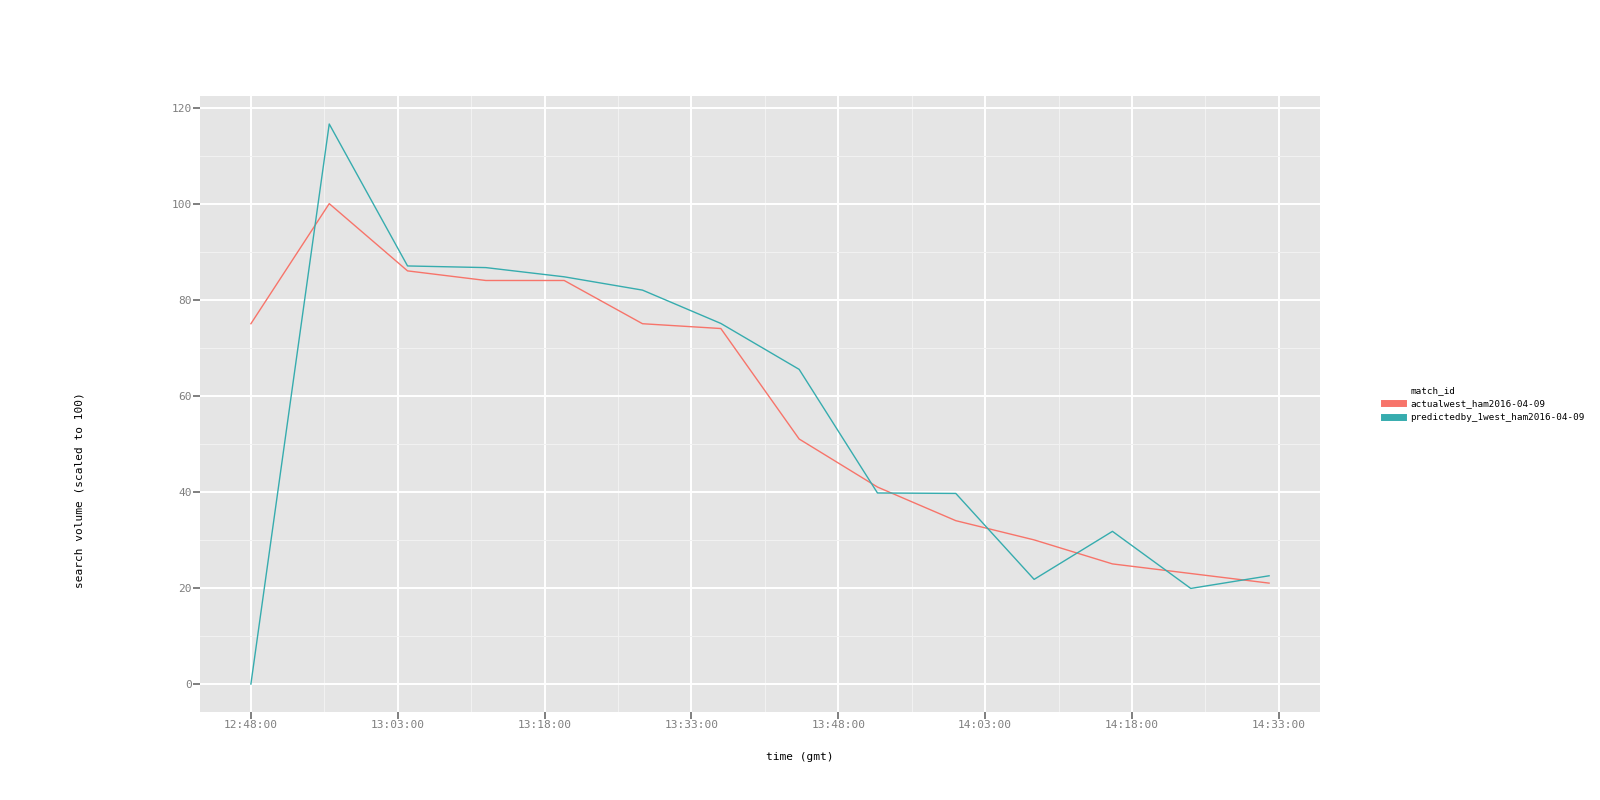 120
100
80
60
40
20
0
search volume (scaled to 100)
12:48:00 13:03:00 13:18:00 13:33:00 13:48:00 14:03:00 14:18:00 14:33:00
time (gmt)
match_id
actualwest_ham2016-04-09
predictedby_1west_ham2016-04-09